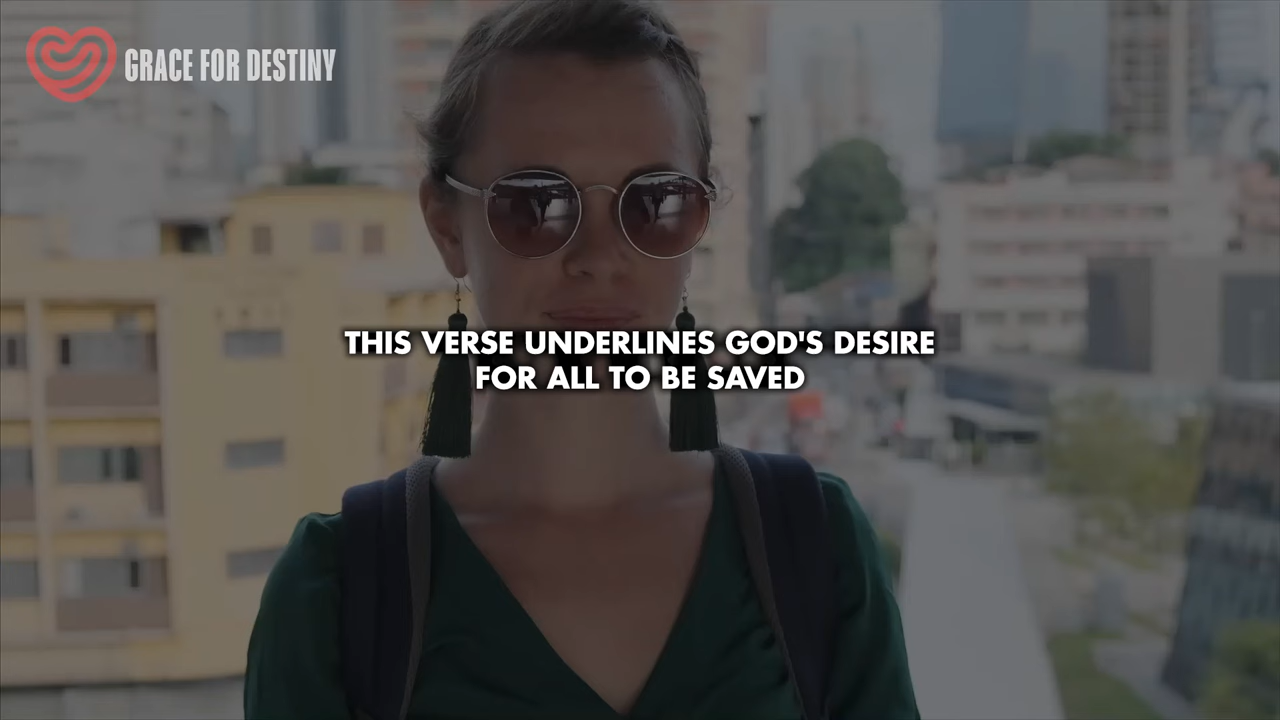 GRACE FOR DESTINY
THIS VERSE UNDERLINES GOD'S DESIRE
FOR ALL TO BE SAVED